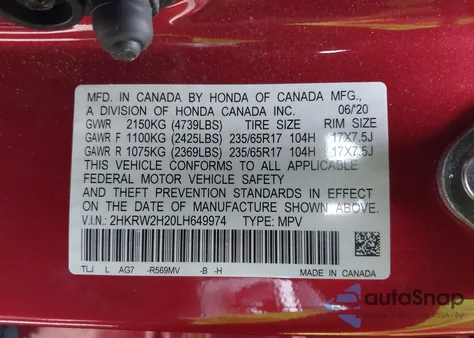 MFD. IN CANADA BY HONDA OF CANADA MFG.,
A DIVISION OF HONDA CANADA INC. 06/'20
GVWR 2150KG (4739LBS) TIRE SIZE RIM SIZE
GAWR F 1100KG (2425LBS) 235/65R17 104H 17X7.5J
GAWR R 1075KG (2369LBS) 235/65R17 104H 17X7.5J
THIS VEHICLE CONFORMS TO ALL APPLICABLE
FEDERAL MOTOR VEHICLE SAFETY
AND THEFT PREVENTION STANDARDS IN EFFECT ON
THE DATE OF MANUFACTURE SHOWN ABOVE.
V.I.N: 2HKRW2H20LH649974 TYPE: MPV
TLJ L AG7 -R569MV -B -H
MADE IN CANADA
autoSnap